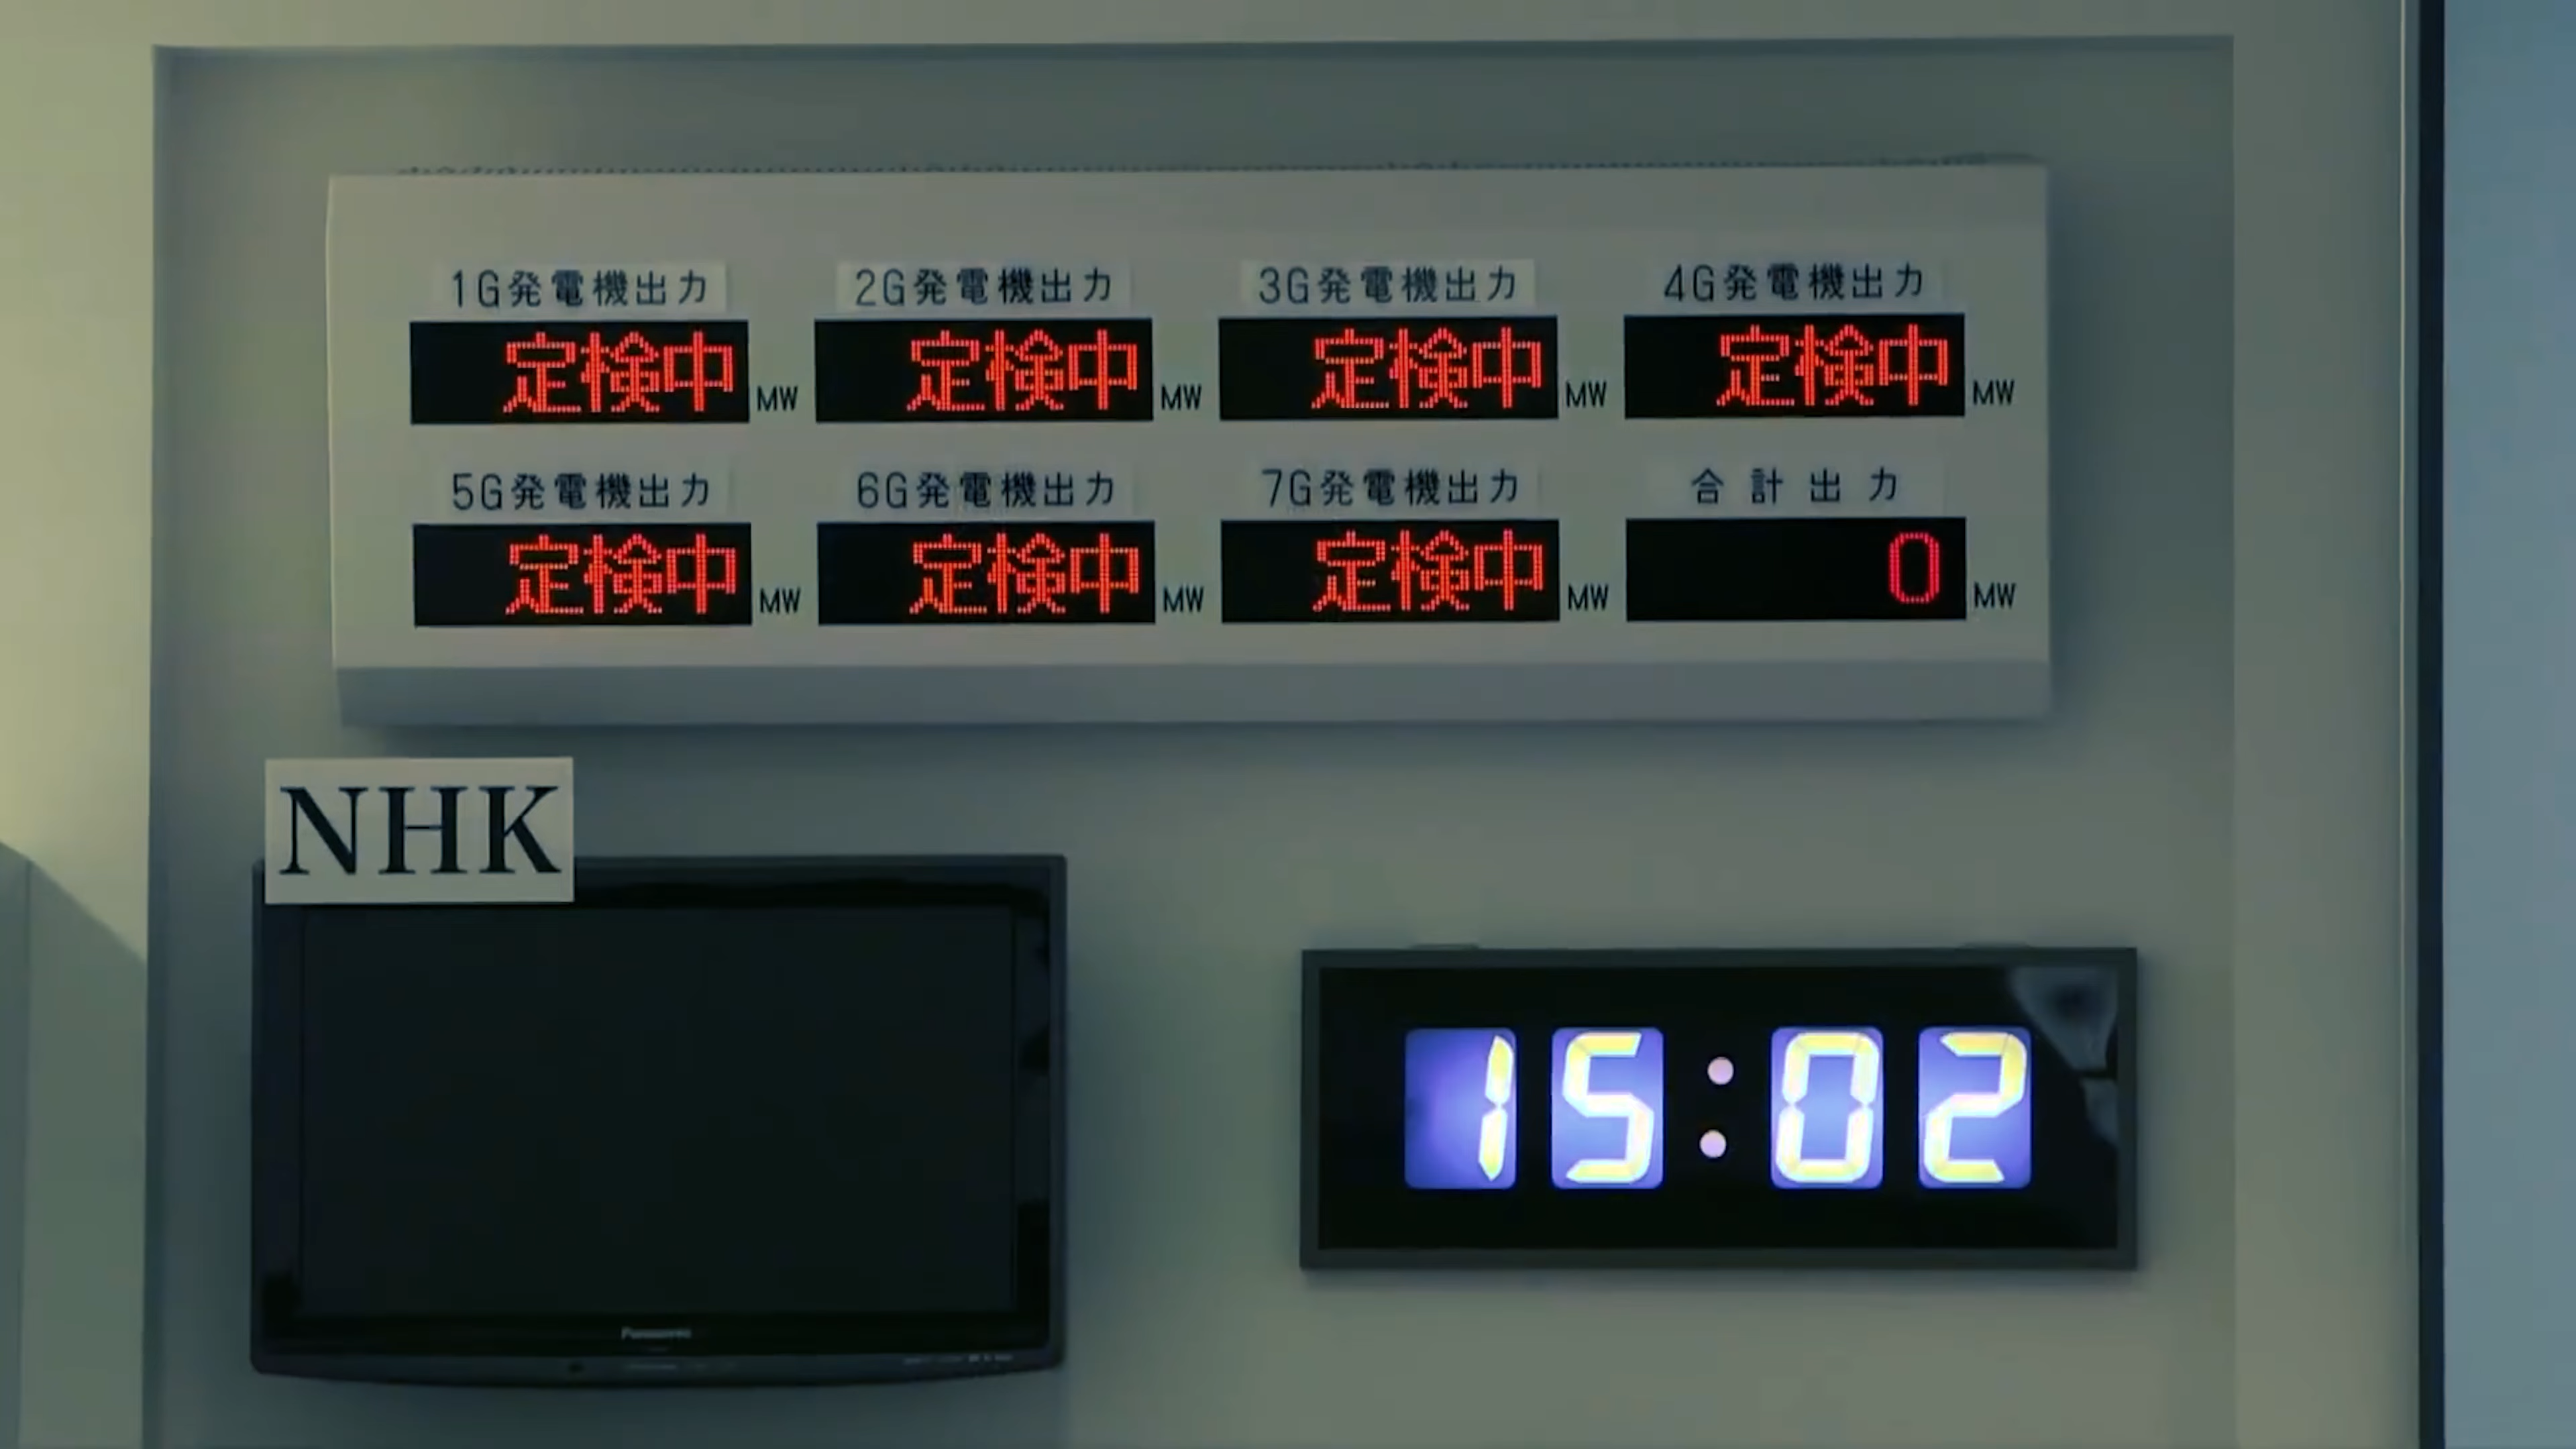 1G発電機出力 2G発電機出力 3G発電機出力 4G発電機出力
定検中 MW 定検中 MW 定検中 MW 定検中 MW
5G発電機出力 6G発電機出力 7G発電機出力 合計出力
定検中 MW 定検中 MW 定検中 MW 0 MW
NHK
15:02
Panasonic